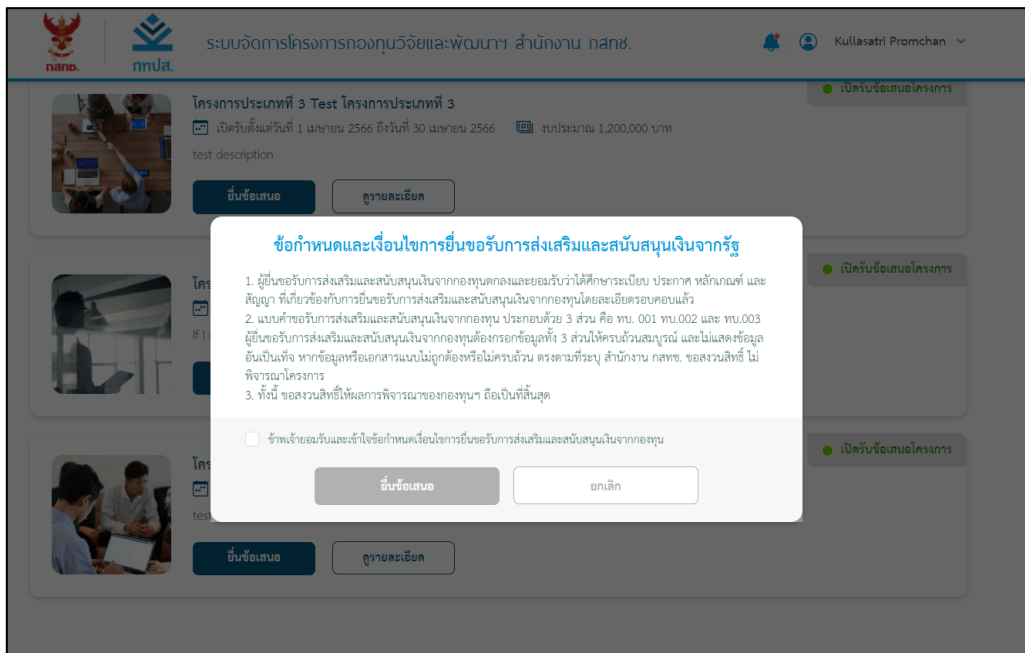 กสทช.
กทปส.
ระบบจัดการโครงการกองทุนวิจัยและพัฒนาฯ สำนักงาน กสทช.
Kullasatri Promchan
โครงการประเภทที่ 3 Test โครงการประเภทที่ 3
เปิดรับข้อเสนอโครงการ
เปิดรับตั้งแต่วันที่ 1 เมษายน 2566 ถึงวันที่ 30 เมษายน 2566 งบประมาณ 1,200,000 บาท
test description
ยื่นข้อเสนอ
ดูรายละเอียด
ข้อกำหนดและเงื่อนไขการยื่นขอรับการส่งเสริมและสนับสนุนเงินจากรัฐ
เปิดรับข้อเสนอโครงการ
1. ผู้ยื่นขอรับการส่งเสริมและสนับสนุนเงินจากกองทุนตกลงและยอมรับว่าได้ศึกษาระเบียบ ประกาศ หลักเกณฑ์ และ
สัญญา ที่เกี่ยวข้องกับการยื่นขอรับการส่งเสริมและสนับสนุนเงินจากกองทุนโดยละเอียดรอบคอบแล้ว
2. แบบคำขอรับการส่งเสริมและสนับสนุนเงินจากกองทุน ประกอบด้วย 3 ส่วน คือ ทบ. 001 ทบ.002 และ ทบ.003
ผู้ยื่นขอรับการส่งเสริมและสนับสนุนเงินจากกองทุนต้องกรอกข้อมูลทั้ง 3 ส่วนให้ครบถ้วนสมบูรณ์ และไม่แสดงข้อมูล
อันเป็นเท็จ หากข้อมูลหรือเอกสารแนบไม่ถูกต้องหรือไม่ครบถ้วน ตรงตามที่ระบุ สำนักงาน กสทช. ขอสงวนสิทธิ์ ไม่
พิจารณาโครงการ
3. ทั้งนี้ ขอสงวนสิทธิ์ให้ผลการพิจารณาของกองทุนฯ ถือเป็นที่สิ้นสุด
ข้าพเจ้ายอมรับและเข้าใจข้อกำหนดเงื่อนไขการยื่นขอรับการส่งเสริมและสนับสนุนเงินจากกองทุน
เปิดรับข้อเสนอโครงการ
ยื่นข้อเสนอ
ยกเลิก
ยื่นข้อเสนอ
ดูรายละเอียด